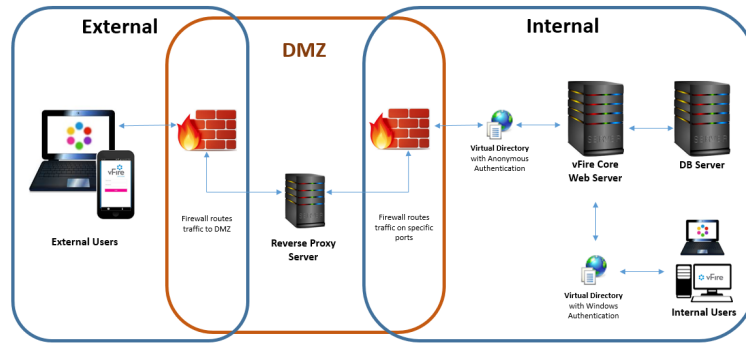 External
DMZ
Internal
vFire
External Users
Firewall routes
traffic to DMZ
Reverse Proxy
Server
Firewall routes
traffic on specific
ports
Virtual Directory
with Anonymous
Authentication
vFire Core
Web Server
DB Server
Virtual Directory
with Windows
Authentication
vFire
Internal Users